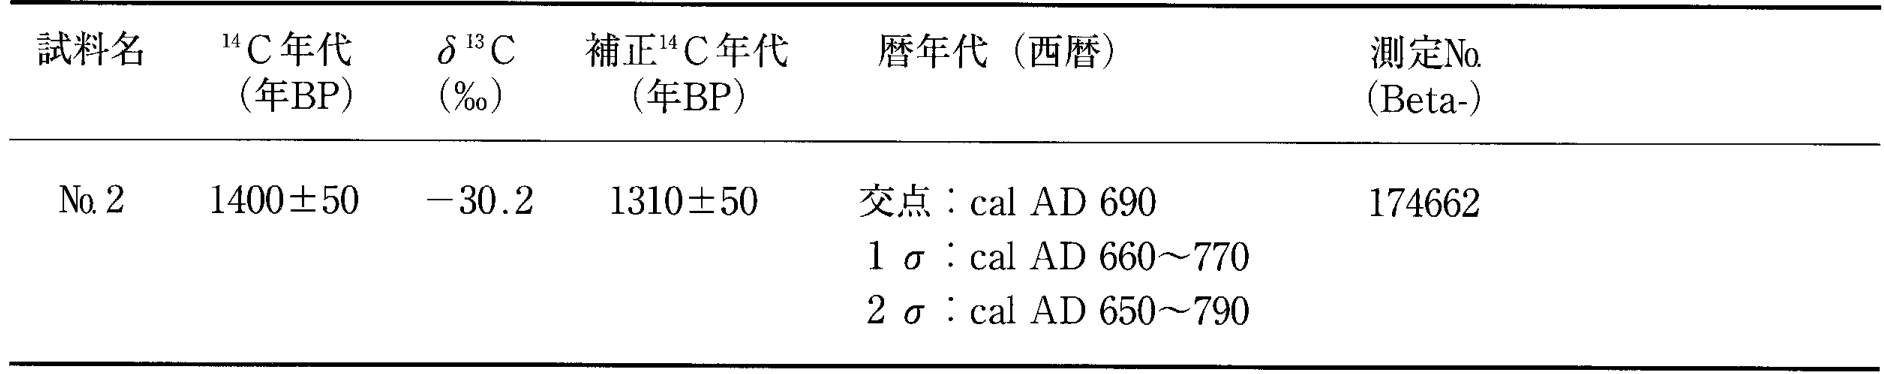 試料名 ¹⁴C年代 δ¹³C 補正¹⁴C年代 暦年代（西暦） 測定№
（年BP） （‰） （年BP） （Beta-）
№2 1400±50 −30.2 1310±50 交点：cal AD 690 174662
1σ：cal AD 660～770
2σ：cal AD 650～790